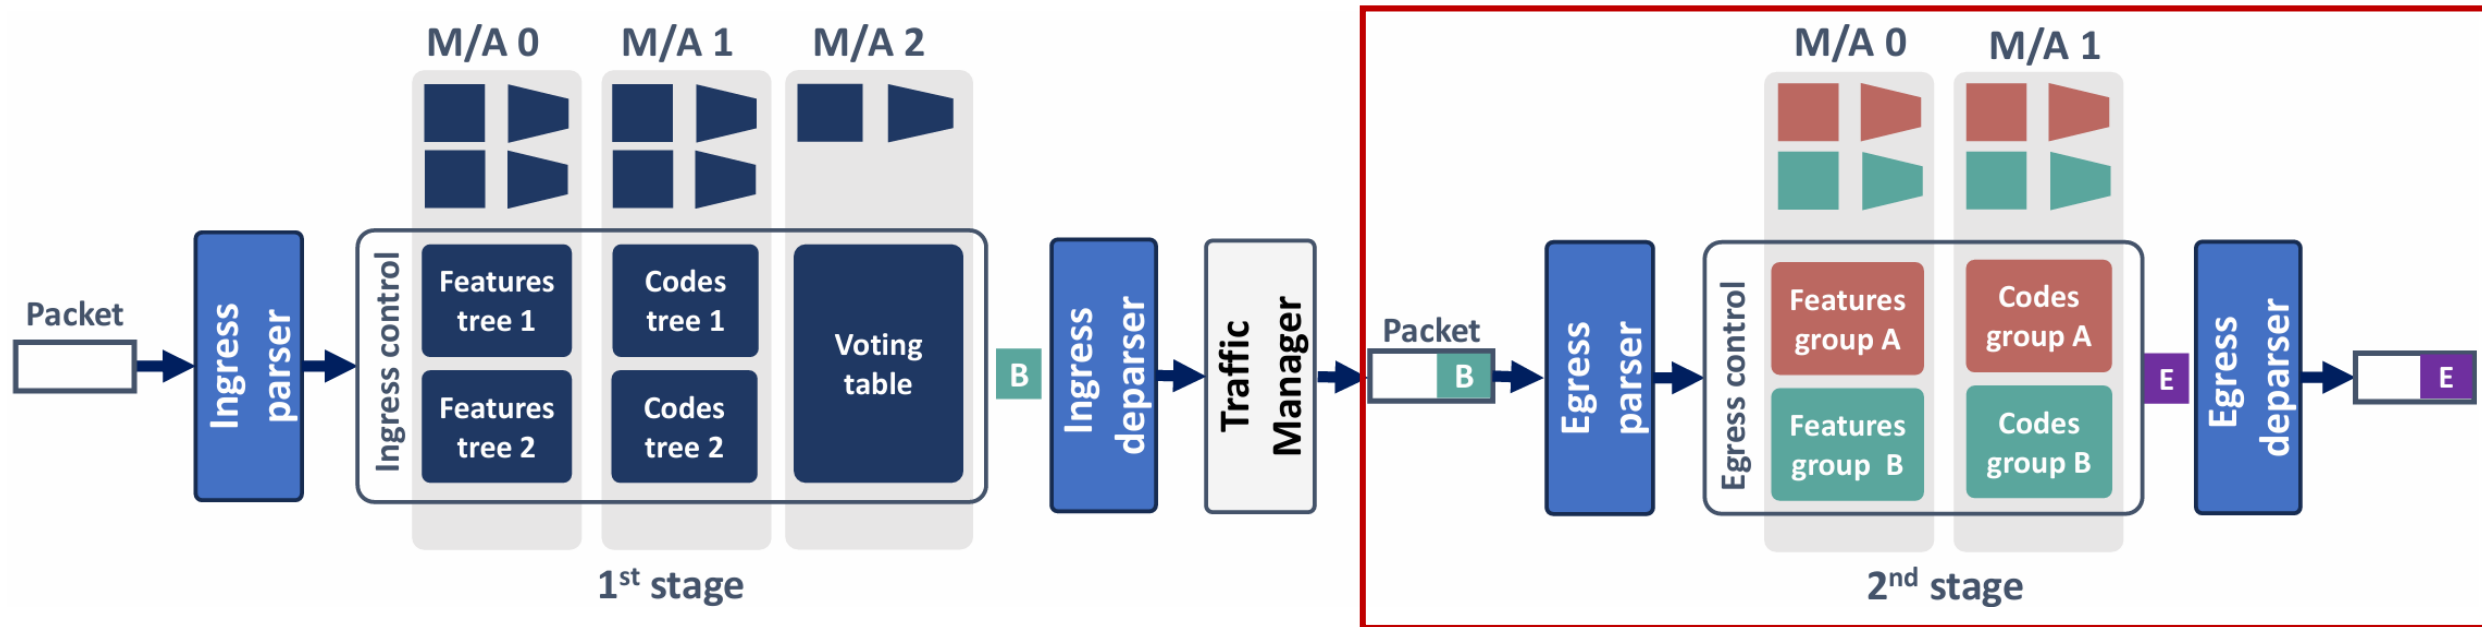 M/A 0
M/A 1
M/A 2
Packet
Ingress
parser
Ingress control
Features
tree 1
Features
tree 2
Codes
tree 1
Codes
tree 2
Voting
table
B
Ingress
deparser
Traffic
Manager
1st stage
M/A 0
M/A 1
Packet
B
Egress
parser
Egress control
Features
group A
Features
group B
Codes
group A
Codes
group B
E
Egress
deparser
E
2nd stage